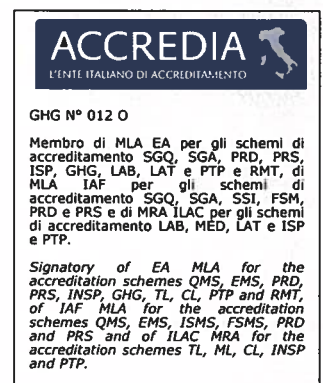 ACCREDIA
L'ENTE ITALIANO DI ACCREDITAMENTO
GHG N° 012 O
Membro di MLA EA per gli schemi di
accreditamento SGQ, SGA, PRD, PRS,
ISP, GHG, LAB, LAT e PTP e RMT, di
MLA IAF per gli schemi di
accreditamento SGQ, SGA, SSI, FSM,
PRD e PRS e di MRA ILAC per gli schemi
di accreditamento LAB, MED, LAT e ISP
e PTP.
Signatory of EA MLA for the
accreditation schemes QMS, EMS, PRD,
PRS, INSP, GHG, TL, CL, PTP and RMT,
of IAF MLA for the accreditation
schemes QMS, EMS, ISMS, FSMS, PRD
and PRS and of ILAC MRA for the
accreditation schemes TL, ML, CL, INSP
and PTP.